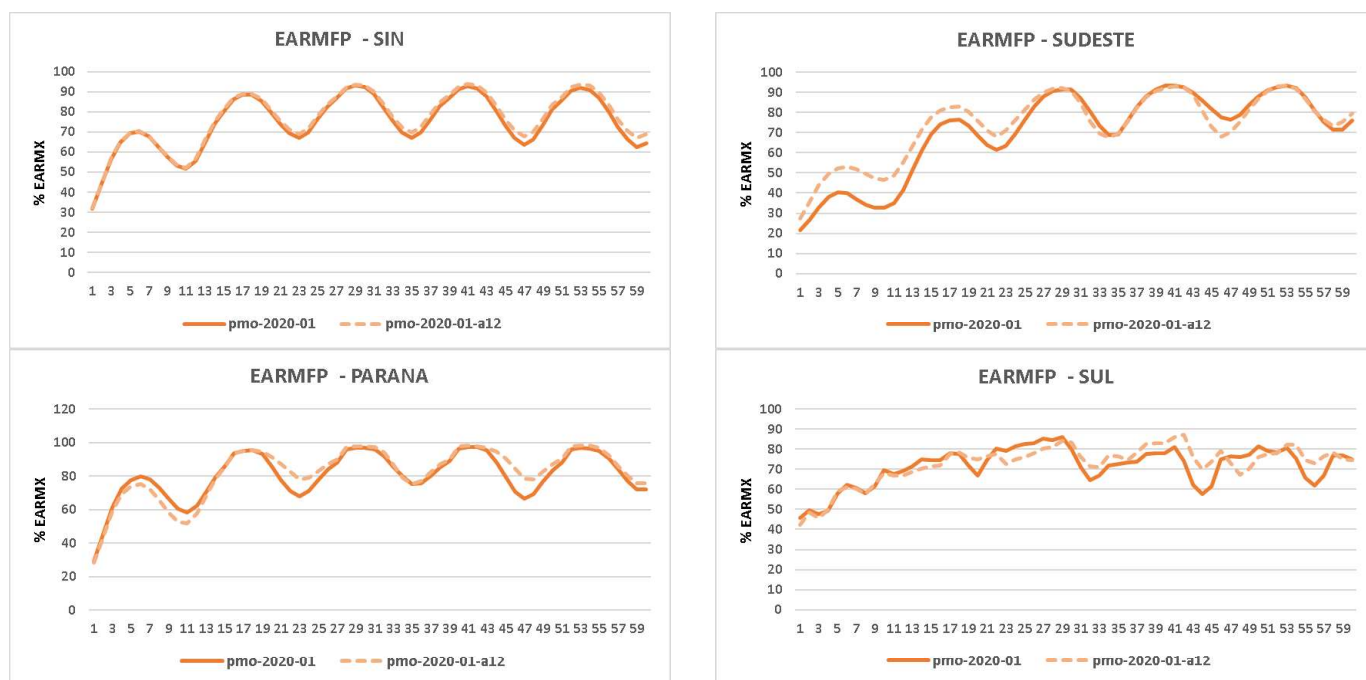 EARMFP - SIN
% EARMX
100
90
80
70
60
50
40
30
20
10
0
1 3 5 7 9 11 13 15 17 19 21 23 25 27 29 31 33 35 37 39 41 43 45 47 49 51 53 55 57 59
pmo-2020-01 pmo-2020-01-a12
EARMFP - SUDESTE
% EARMX
100
90
80
70
60
50
40
30
20
10
0
1 3 5 7 9 11 13 15 17 19 21 23 25 27 29 31 33 35 37 39 41 43 45 47 49 51 53 55 57 59
pmo-2020-01 pmo-2020-01-a12
EARMFP - PARANA
% EARMX
120
100
80
60
40
20
0
1 3 5 7 9 11 13 15 17 19 21 23 25 27 29 31 33 35 37 39 41 43 45 47 49 51 53 55 57 59
pmo-2020-01 pmo-2020-01-a12
EARMFP - SUL
% EARMX
100
90
80
70
60
50
40
30
20
10
0
1 3 5 7 9 11 13 15 17 19 21 23 25 27 29 31 33 35 37 39 41 43 45 47 49 51 53 55 57 59
pmo-2020-01 pmo-2020-01-a12